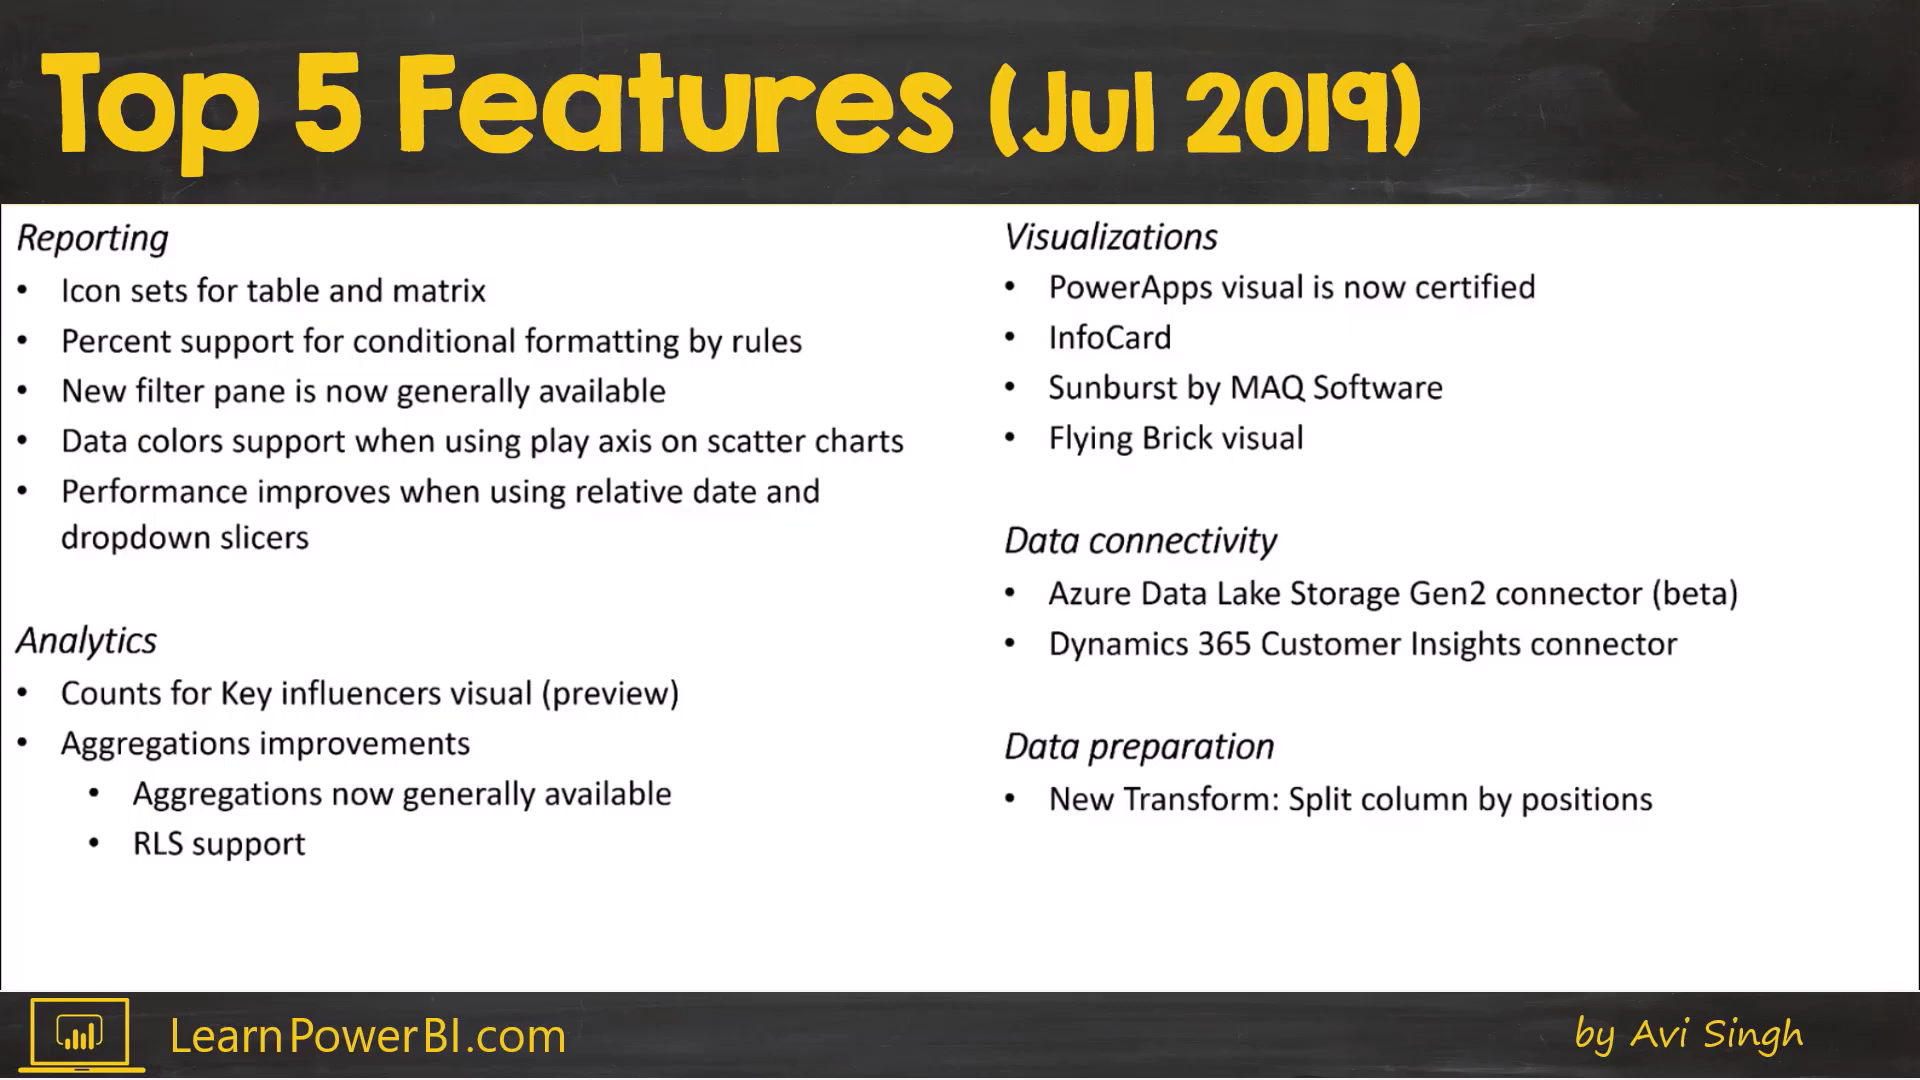 Top 5 Features (Jul 2019)
Reporting
• Icon sets for table and matrix
• Percent support for conditional formatting by rules
• New filter pane is now generally available
• Data colors support when using play axis on scatter charts
• Performance improves when using relative date and
dropdown slicers
Analytics
• Counts for Key influencers visual (preview)
• Aggregations improvements
• Aggregations now generally available
• RLS support
Visualizations
• PowerApps visual is now certified
• InfoCard
• Sunburst by MAQ Software
• Flying Brick visual
Data connectivity
• Azure Data Lake Storage Gen2 connector (beta)
• Dynamics 365 Customer Insights connector
Data preparation
• New Transform: Split column by positions
LearnPowerBI.com
by Avi Singh